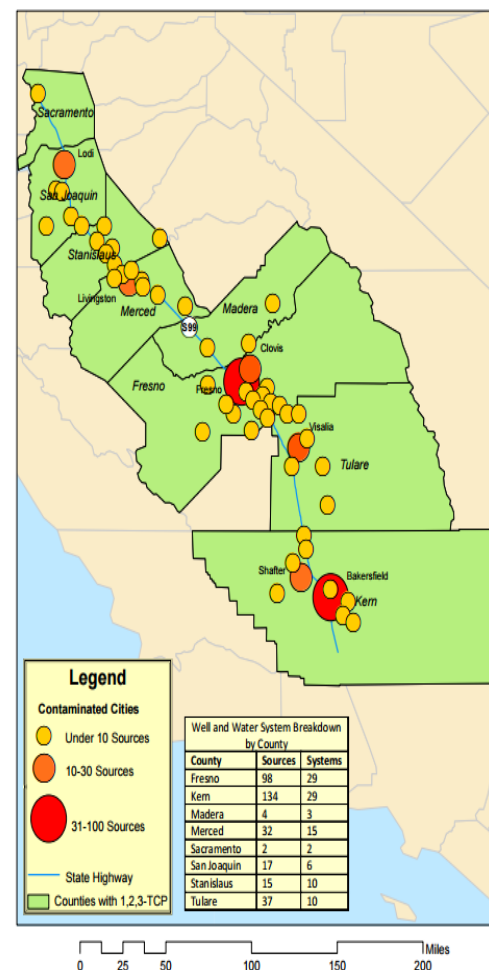 Sacramento
Lodi
San Joaquin
Stanislaus
Livingston
Merced
S99
Madera
Clovis
Fresno
Fresno
Visalia
Tulare
Shafter
Bakersfield
Kern
Legend
Contaminated Cities
Under 10 Sources
10-30 Sources
31-100 Sources
State Highway
Counties with 1,2,3-TCP
Well and Water System Breakdown
by County
County Sources Systems
Fresno 98 29
Kern 134 29
Madera 4 3
Merced 32 15
Sacramento 2 2
San Joaquin 17 6
Stanislaus 15 10
Tulare 37 10
Miles
0 25 50 100 150 200